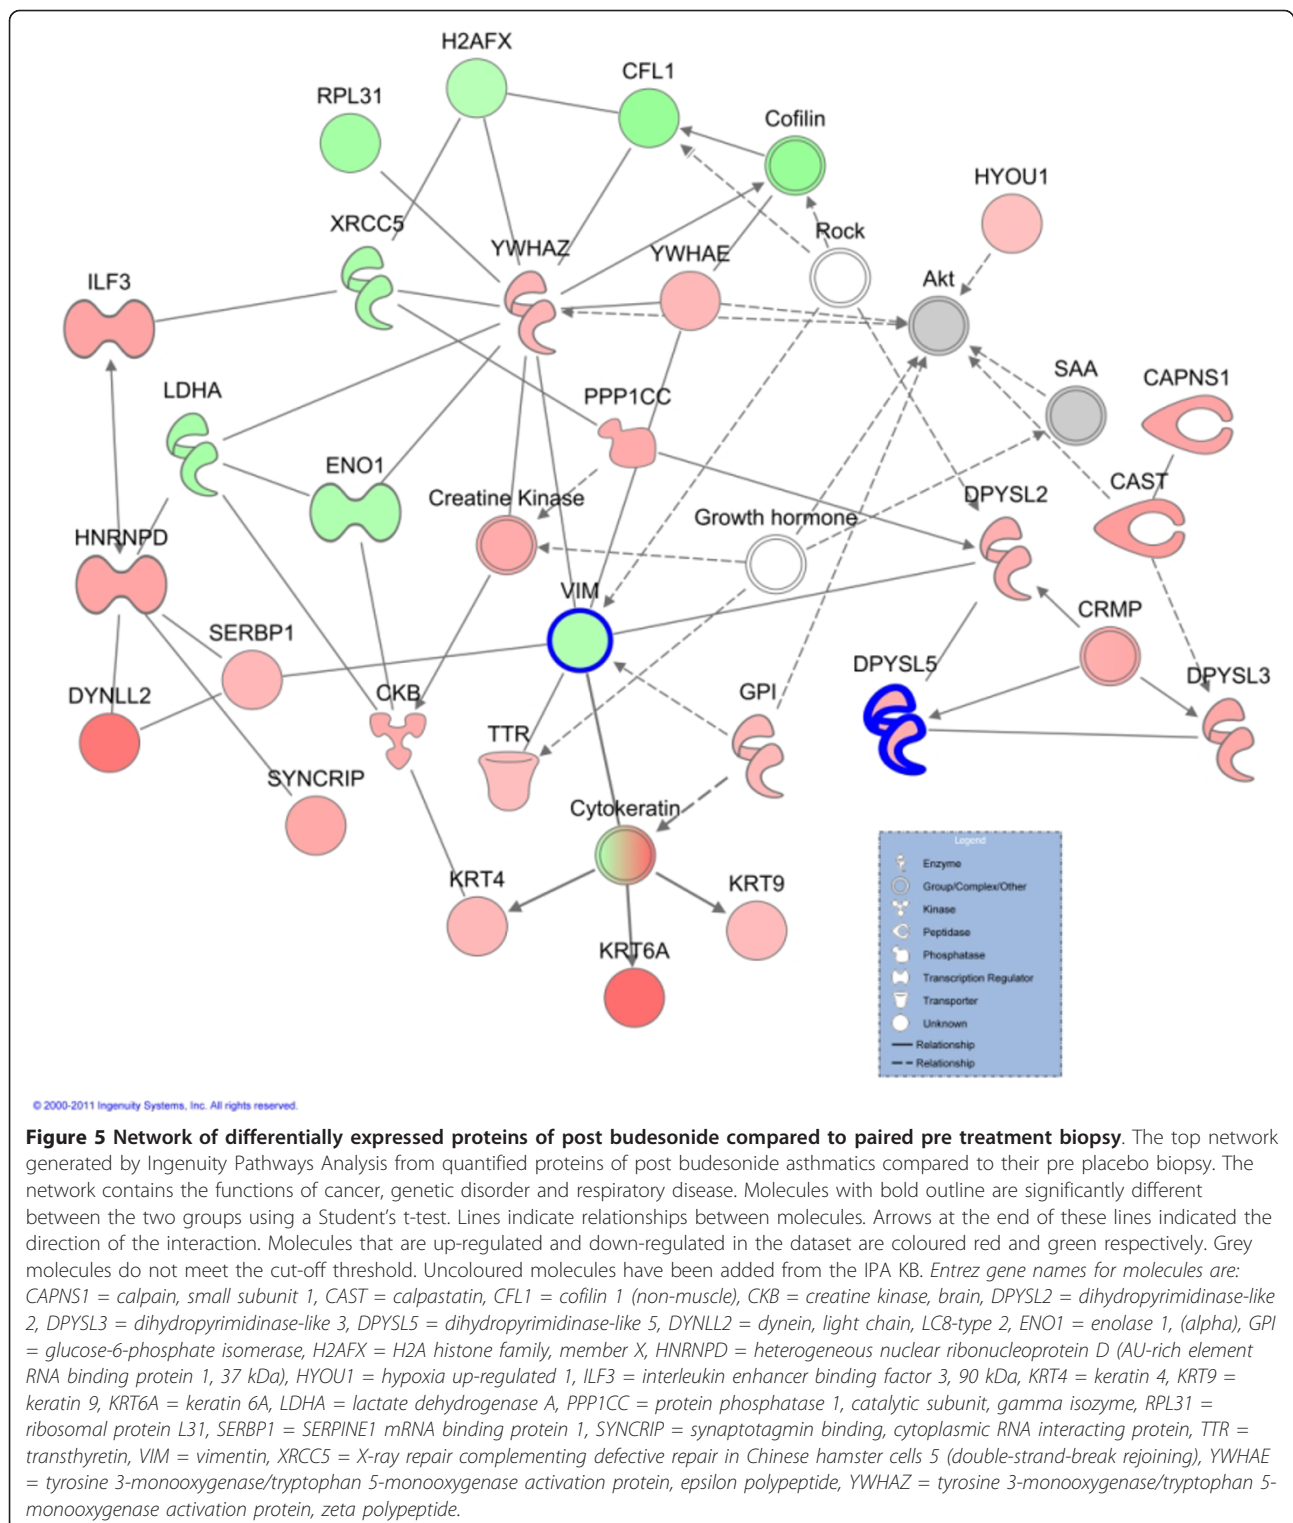 H2AFX
CFL1
RPL31
Cofilin
HYOU1
XRCC5
YWHAZ
YWHAE
Rock
ILF3
Akt
LDHA
PPP1CC
SAA
CAPNS1
ENO1
Creatine Kinase
Growth hormone
DPYSL2
CAST
HNRNPD
VIM
SERBP1
CRMP
DYNLL2
CKB
GPI
DPYSL5
DPYSL3
TTR
SYNCRIP
Cytokeratin
KRT4
KRT9
KRT6A
Legend
Enzyme
Group/Complex/Other
Kinase
Peptidase
Phosphatase
Transcription Regulator
Transporter
Unknown
Relationship
Relationship
© 2000-2011 Ingenuity Systems, Inc. All rights reserved.
Figure 5 Network of differentially expressed proteins of post budesonide compared to paired pre treatment biopsy. The top network
generated by Ingenuity Pathways Analysis from quantified proteins of post budesonide asthmatics compared to their pre placebo biopsy. The
network contains the functions of cancer, genetic disorder and respiratory disease. Molecules with bold outline are significantly different
between the two groups using a Student's t-test. Lines indicate relationships between molecules. Arrows at the end of these lines indicated the
direction of the interaction. Molecules that are up-regulated and down-regulated in the dataset are coloured red and green respectively. Grey
molecules do not meet the cut-off threshold. Uncoloured molecules have been added from the IPA KB. Entrez gene names for molecules are:
CAPNS1 = calpain, small subunit 1, CAST = calpastatin, CFL1 = cofilin 1 (non-muscle), CKB = creatine kinase, brain, DPYSL2 = dihydropyrimidinase-like
2, DPYSL3 = dihydropyrimidinase-like 3, DPYSL5 = dihydropyrimidinase-like 5, DYNLL2 = dynein, light chain, LC8-type 2, ENO1 = enolase 1, (alpha), GPI
= glucose-6-phosphate isomerase, H2AFX = H2A histone family, member X, HNRNPD = heterogeneous nuclear ribonucleoprotein D (AU-rich element
RNA binding protein 1, 37 kDa), HYOU1 = hypoxia up-regulated 1, ILF3 = interleukin enhancer binding factor 3, 90 kDa, KRT4 = keratin 4, KRT9 =
keratin 9, KRT6A = keratin 6A, LDHA = lactate dehydrogenase A, PPP1CC = protein phosphatase 1, catalytic subunit, gamma isozyme, RPL31 =
ribosomal protein L31, SERBP1 = SERPINE1 mRNA binding protein 1, SYNCRIP = synaptotagmin binding, cytoplasmic RNA interacting protein, TTR =
transthyretin, VIM = vimentin, XRCC5 = X-ray repair complementing defective repair in Chinese hamster cells 5 (double-strand-break rejoining), YWHAE
= tyrosine 3-monooxygenase/tryptophan 5-monooxygenase activation protein, epsilon polypeptide, YWHAZ = tyrosine 3-monooxygenase/tryptophan 5-
monooxygenase activation protein, zeta polypeptide.